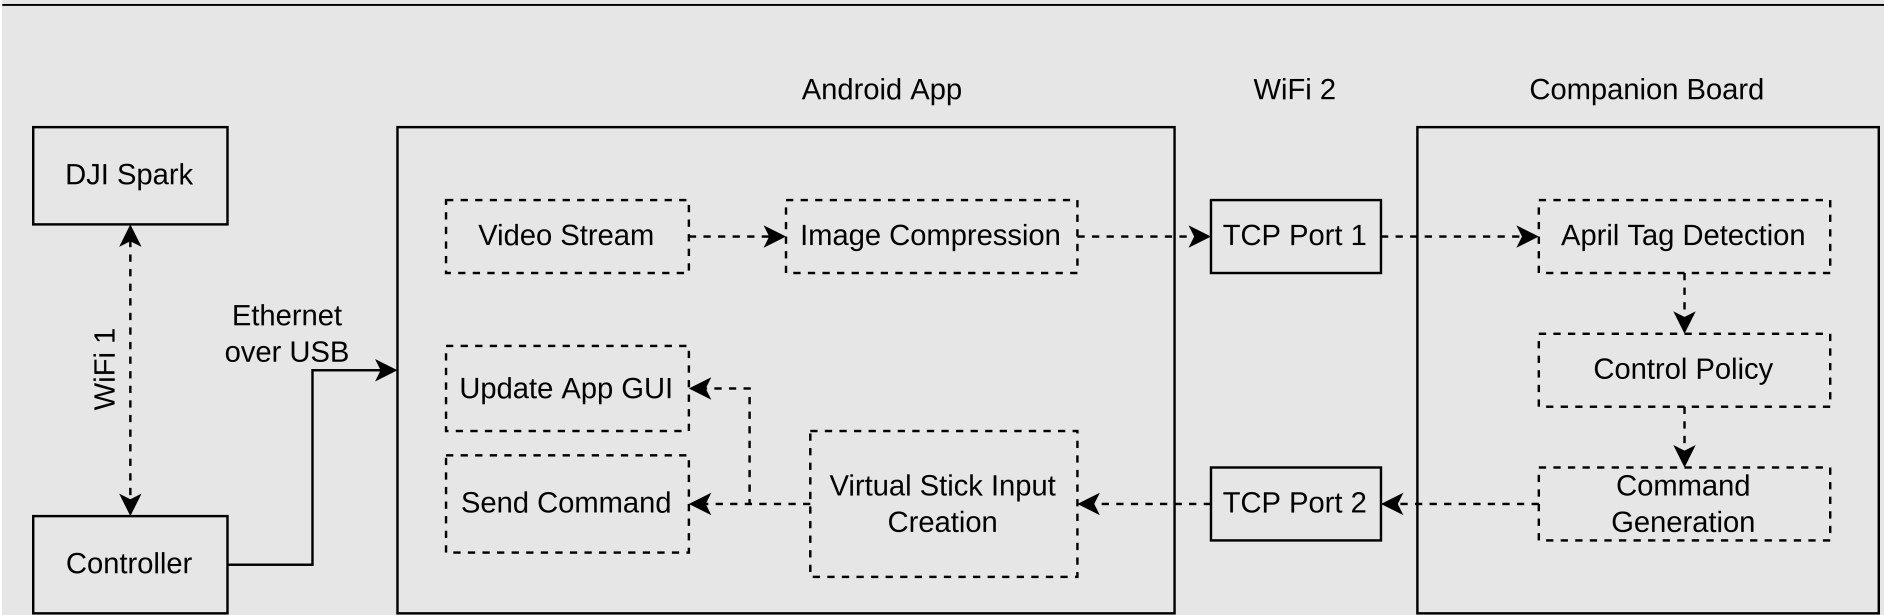 Android App
WiFi 2
Companion Board
DJI Spark
Video Stream
Image Compression
TCP Port 1
April Tag Detection
Ethernet
over USB
WiFi 1
Control Policy
Update App GUI
Virtual Stick Input
Creation
Send Command
TCP Port 2
Command
Generation
Controller